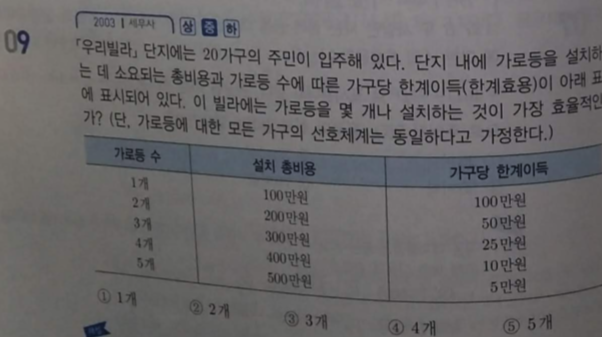 2003 | 세무사 상 중 하
09
「우리빌라」 단지에는 20가구의 주민이 입주해 있다. 단지 내에 가로등을 설치하
는 데 소요되는 총비용과 가로등 수에 따른 가구당 한계이득(한계효용)이 아래 표
에 표시되어 있다. 이 빌라에는 가로등을 몇 개나 설치하는 것이 가장 효율적인
가? (단, 가로등에 대한 모든 가구의 선호체계는 동일하다고 가정한다.)
가로등 수 설치 총비용 가구당 한계이득
1개 100만원 100만원
2개 200만원 50만원
3개 300만원 25만원
4개 400만원 10만원
5개 500만원 5만원
① 1개 ② 2개 ③ 3개 ④ 4개 ⑤ 5개